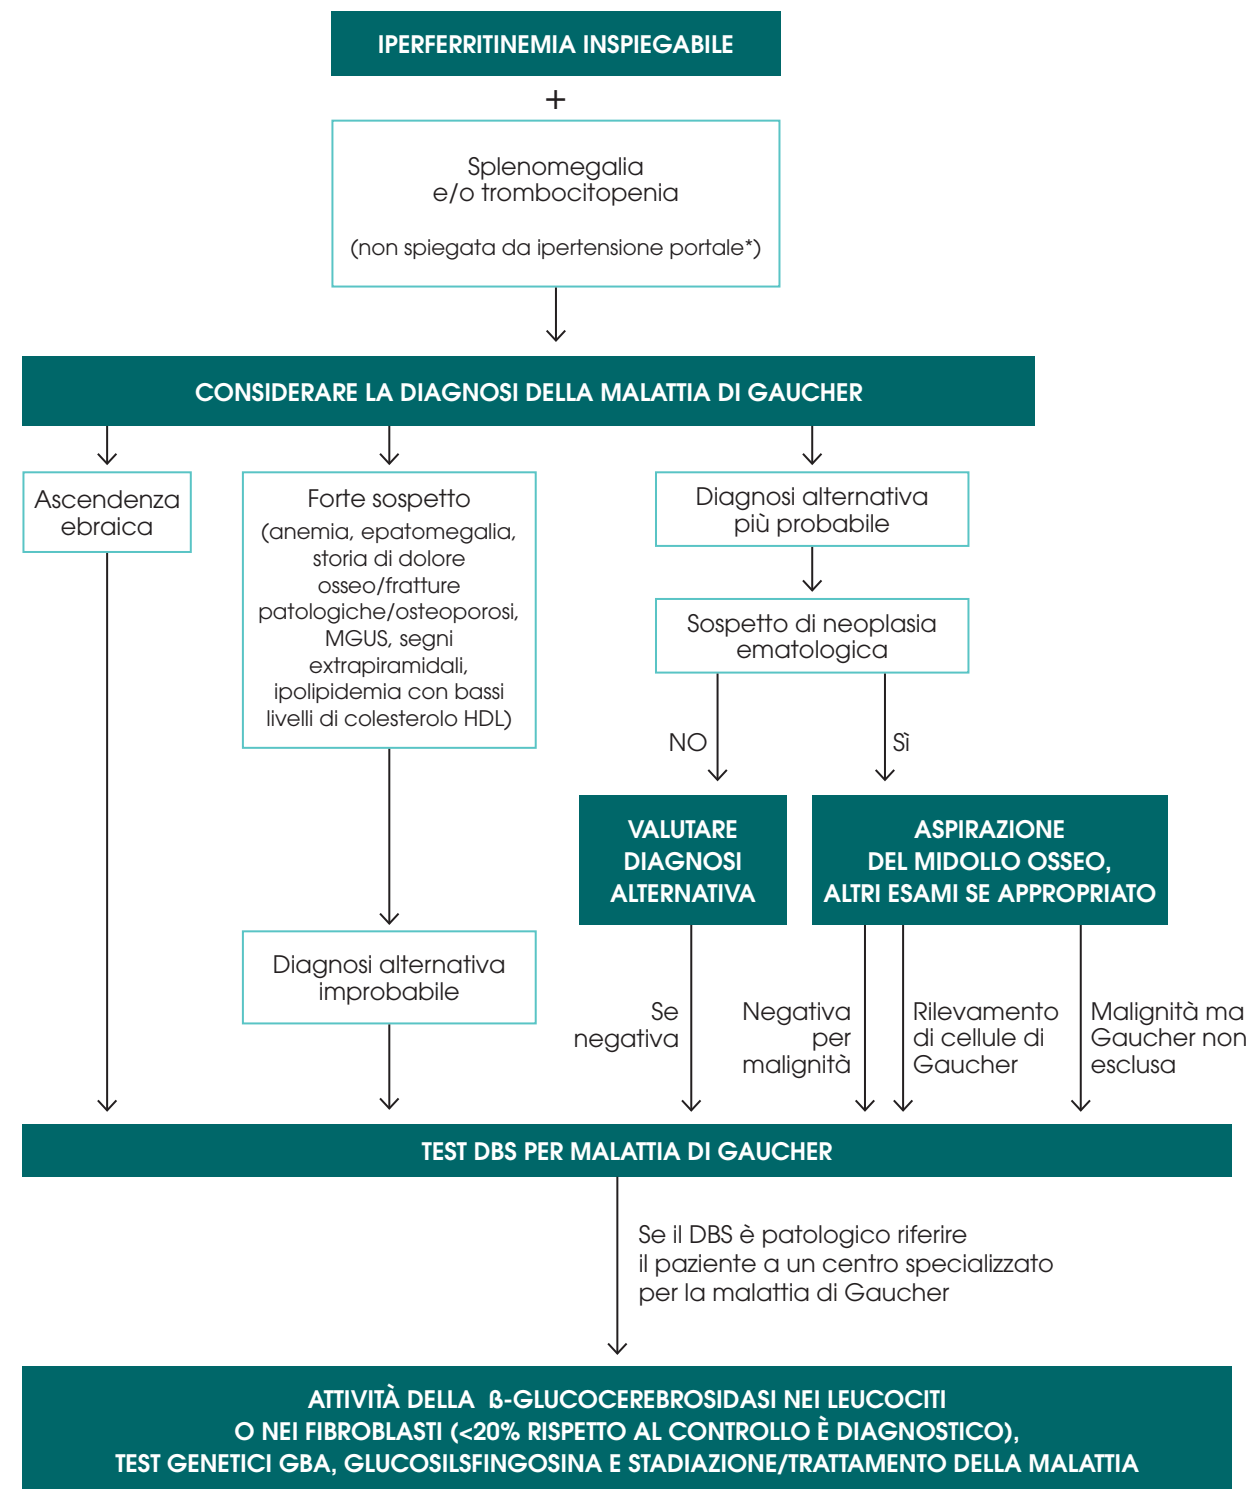 IPERFERRITINEMIA INSPIEGABILE
+
Splenomegalia
e/o trombocitopenia
(non spiegata da ipertensione portale*)
CONSIDERARE LA DIAGNOSI DELLA MALATTIA DI GAUCHER
Ascendenza
ebraica
Forte sospetto
(anemia, epatomegalia,
storia di dolore
osseo/fratture
patologiche/osteoporosi,
MGUS, segni
extrapiramidali,
ipolipidemia con bassi
livelli di colesterolo HDL)
Diagnosi alternativa
improbabile
Diagnosi alternativa
più probabile
Sospetto di neoplasia
ematologica
NO
Sì
VALUTARE
DIAGNOSI
ALTERNATIVA
ASPIRAZIONE
DEL MIDOLLO OSSEO,
ALTRI ESAMI SE APPROPRIATO
Se
negativa
Negativa
per
malignità
Rilevamento
di cellule di
Gaucher
Malignità ma
Gaucher non
esclusa
TEST DBS PER MALATTIA DI GAUCHER
Se il DBS è patologico riferire
il paziente a un centro specializzato
per la malattia di Gaucher
ATTIVITÀ DELLA ß-GLUCOCEREBROSIDASI NEI LEUCOCITI
O NEI FIBROBLASTI (<20% RISPETTO AL CONTROLLO È DIAGNOSTICO),
TEST GENETICI GBA, GLUCOSILSFINGOSINA E STADIAZIONE/TRATTAMENTO DELLA MALATTIA